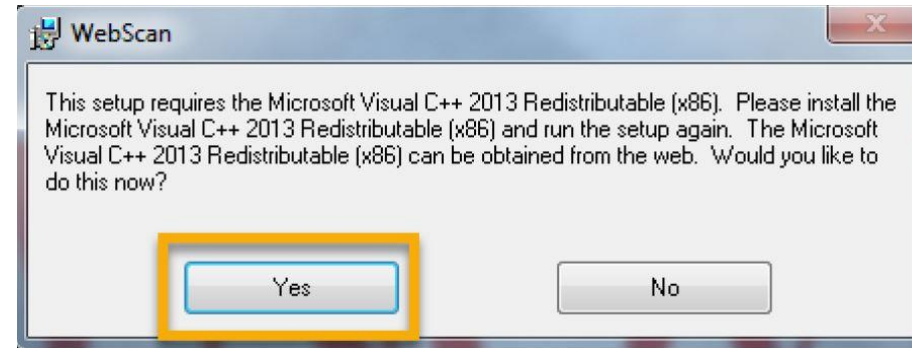 WebScan
This setup requires the Microsoft Visual C++ 2013 Redistributable (x86).  Please install the
Microsoft Visual C++ 2013 Redistributable (x86) and run the setup again.  The Microsoft
Visual C++ 2013 Redistributable (x86) can be obtained from the web.  Would you like to
do this now?
Yes
No